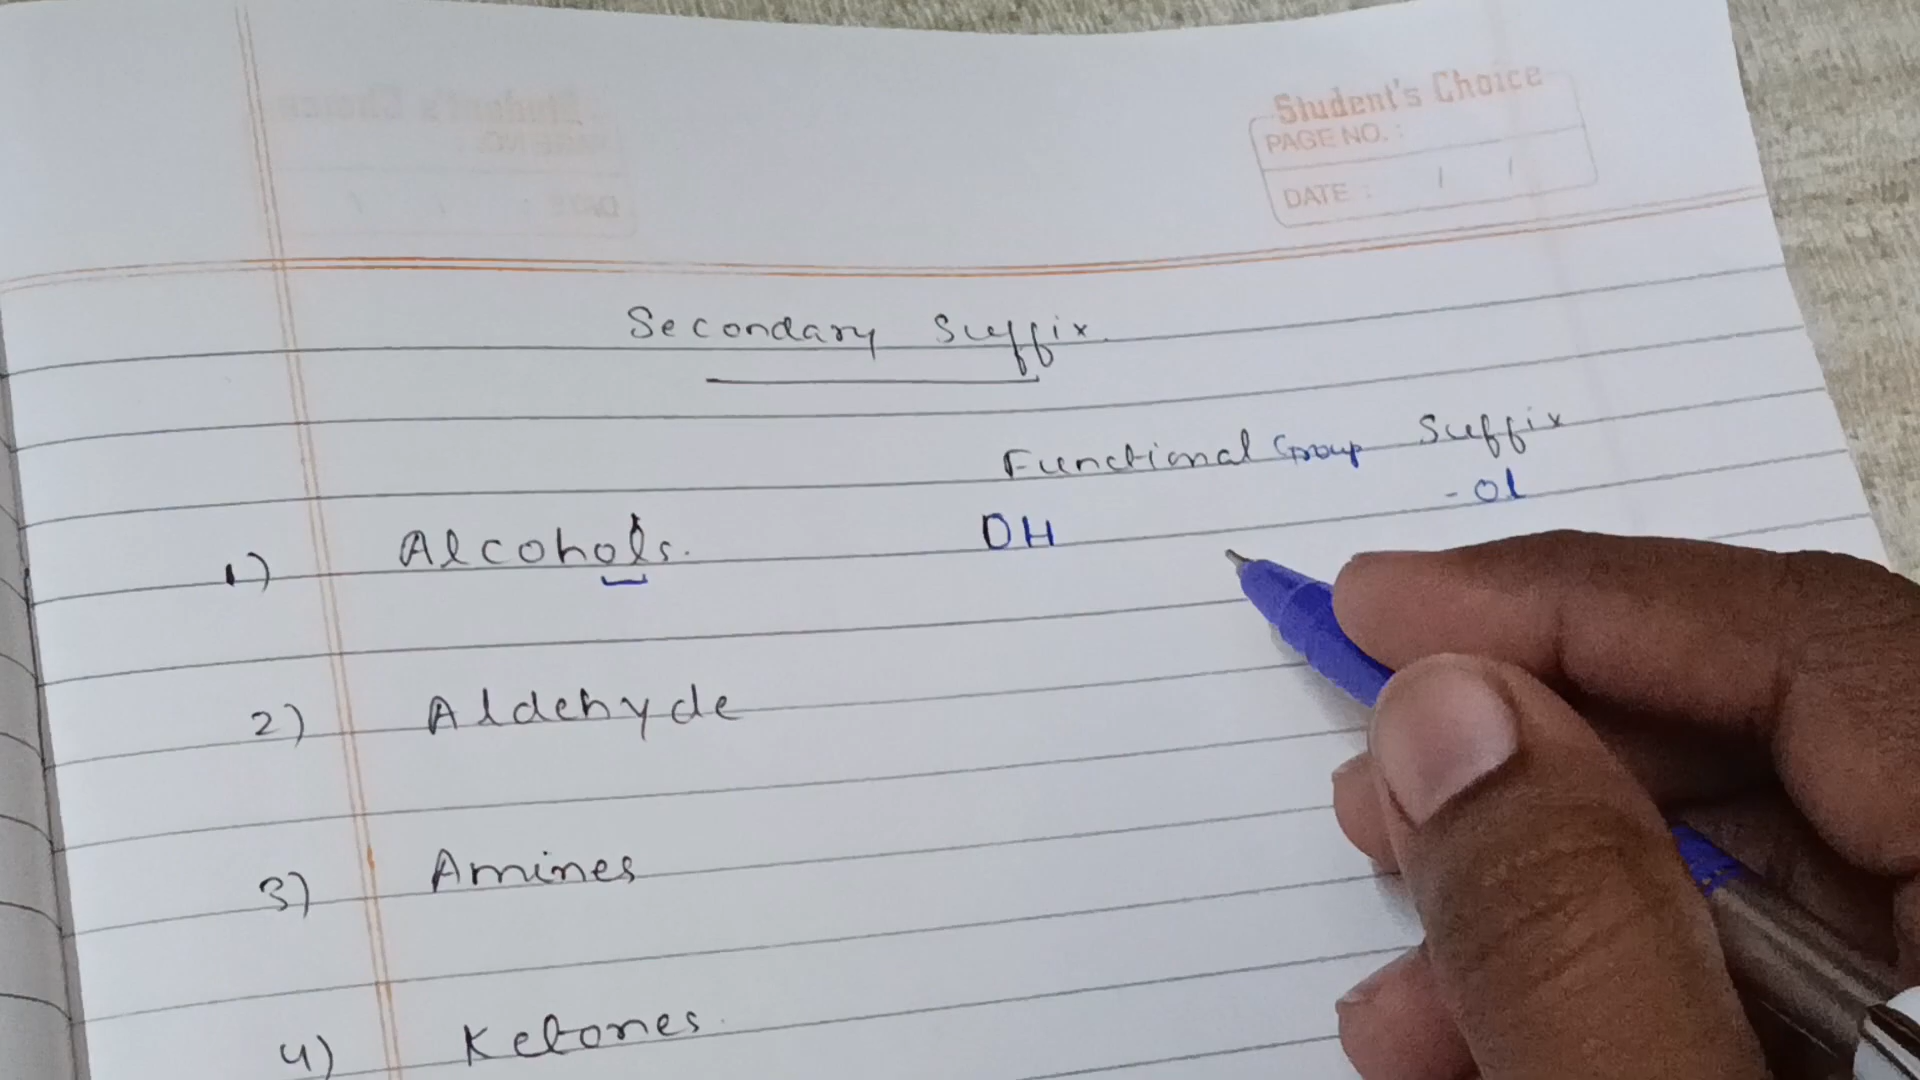 Student's Choice
PAGE NO. :
DATE : / /
Secondary Suffix.
Functional Group Suffix
1) Alcohols. OH - ol
2) Aldehyde
3) Amines
4) Ketones.